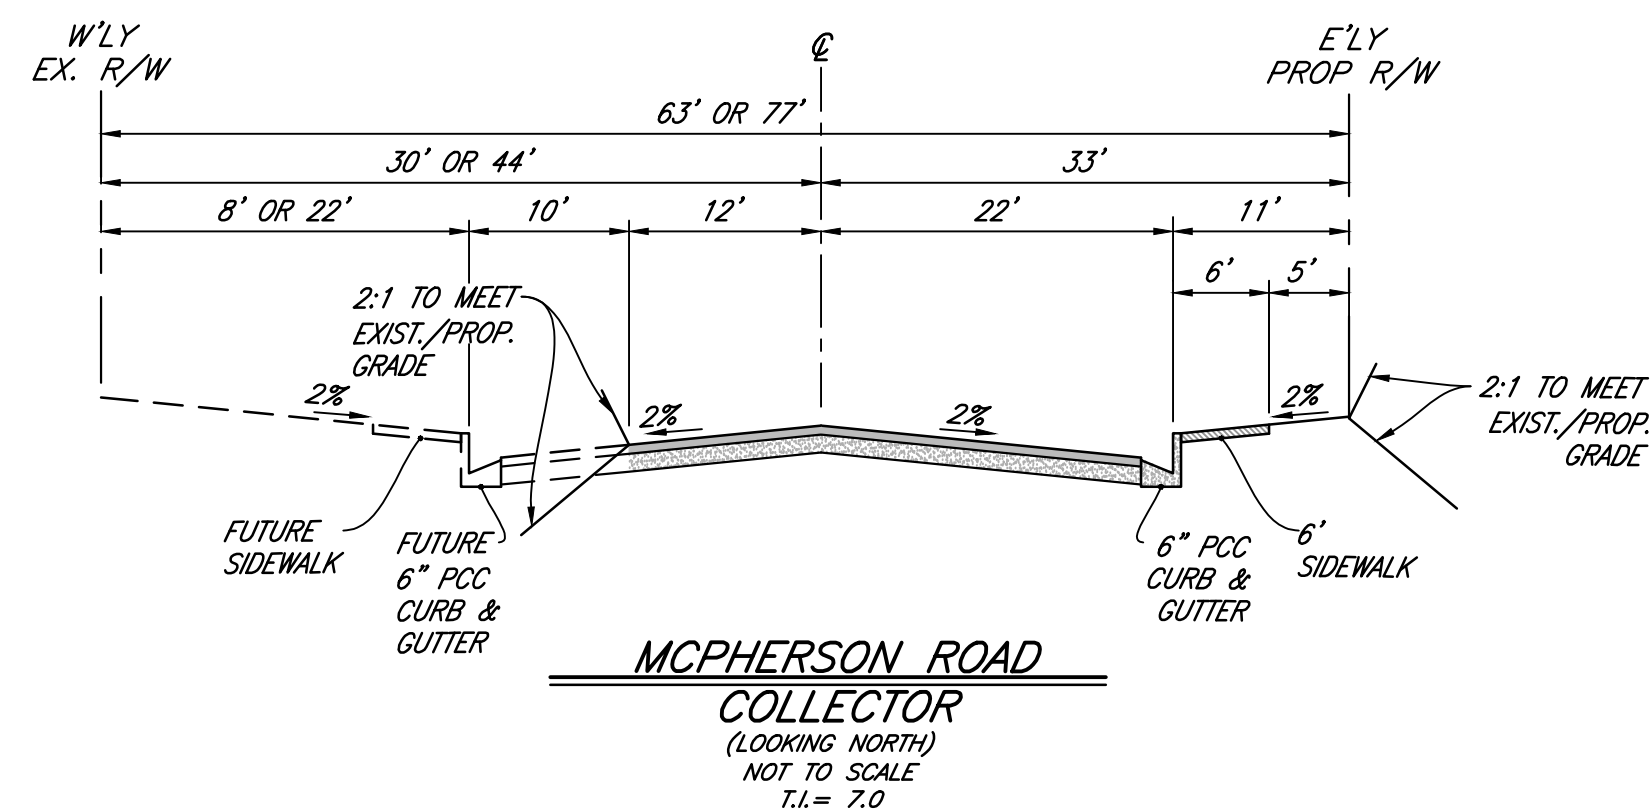 W'LY
EX. R/W
℄
E'LY
PROP R/W
63' OR 77'
30' OR 44'
33'
8' OR 22'
10'
12'
22'
11'
6'
5'
2:1 TO MEET
EXIST./PROP.
GRADE
2%
2%
2%
2%
2:1 TO MEET
EXIST./PROP.
GRADE
FUTURE
SIDEWALK
FUTURE
6" PCC
CURB &
GUTTER
6" PCC
CURB &
GUTTER
6'
SIDEWALK
MCPHERSON ROAD
COLLECTOR
(LOOKING NORTH)
NOT TO SCALE
T.I.= 7.0